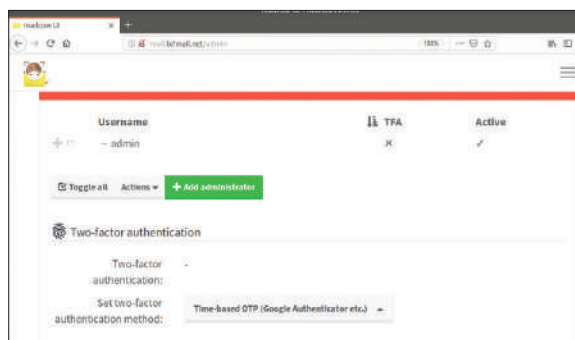 mailcow UI
mail.bitmali.net/admin
100%
Username
TFA
Active
admin
Toggle all
Actions
Add administrator
Two-factor authentication
Two-factor
authentication:
-
Set two-factor
authentication method:
Time-based OTP (Google Authenticator etc.)